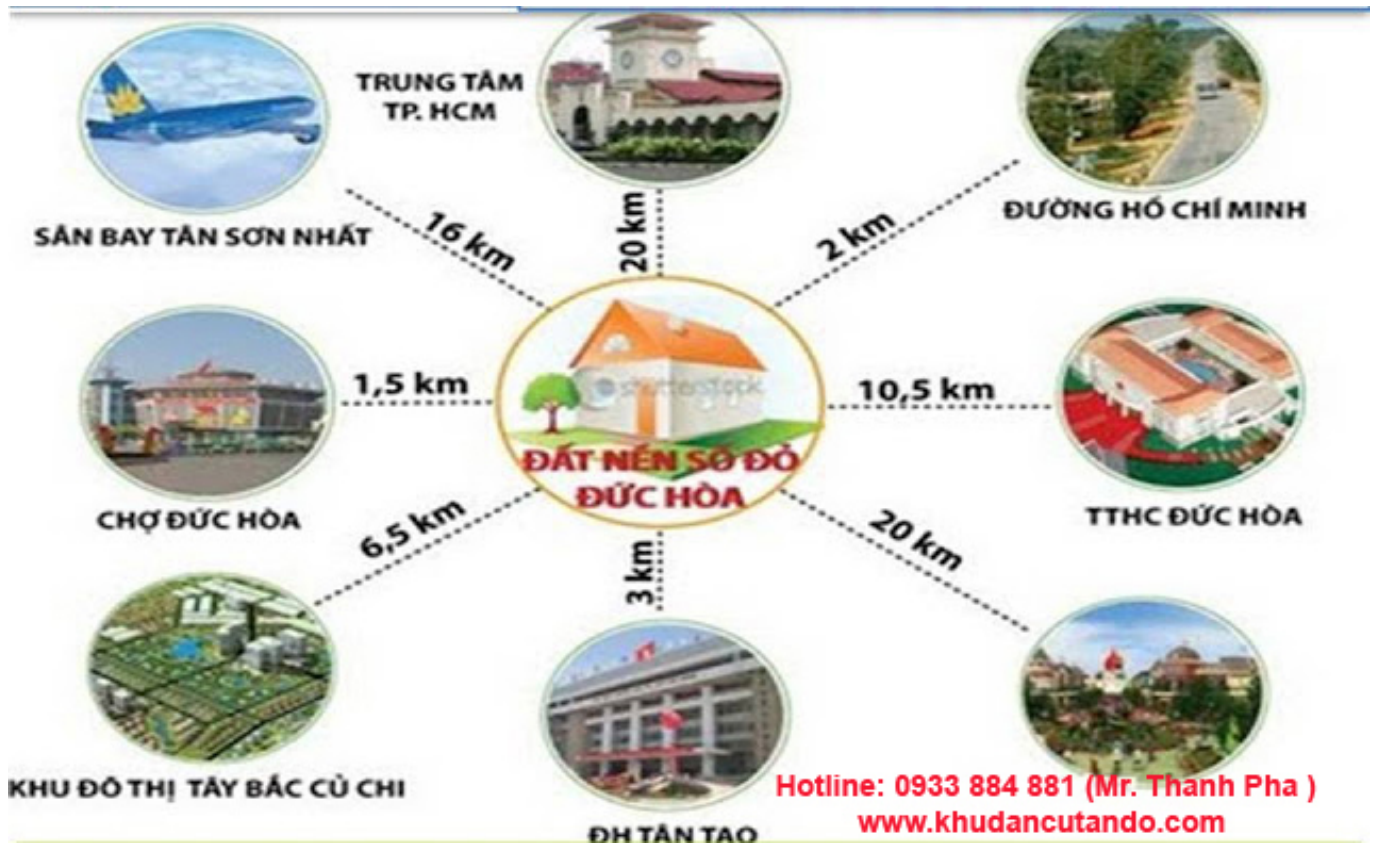 TRUNG TÂM
TP. HCM
SÂN BAY TÂN SƠN NHẤT
ĐƯỜNG HỒ CHÍ MINH
16 km
20 km
2 km
1,5 km
10,5 km
shutterstock
ĐẤT NỀN SỔ ĐỎ
ĐỨC HÒA
CHỢ ĐỨC HÒA
TTHC ĐỨC HÒA
6,5 km
3 km
20 km
KHU ĐÔ THỊ TÂY BẮC CỦ CHI
ĐH TÂN TẠO
Hotline: 0933 884 881 (Mr. Thanh Pha )
www.khudancutando.com